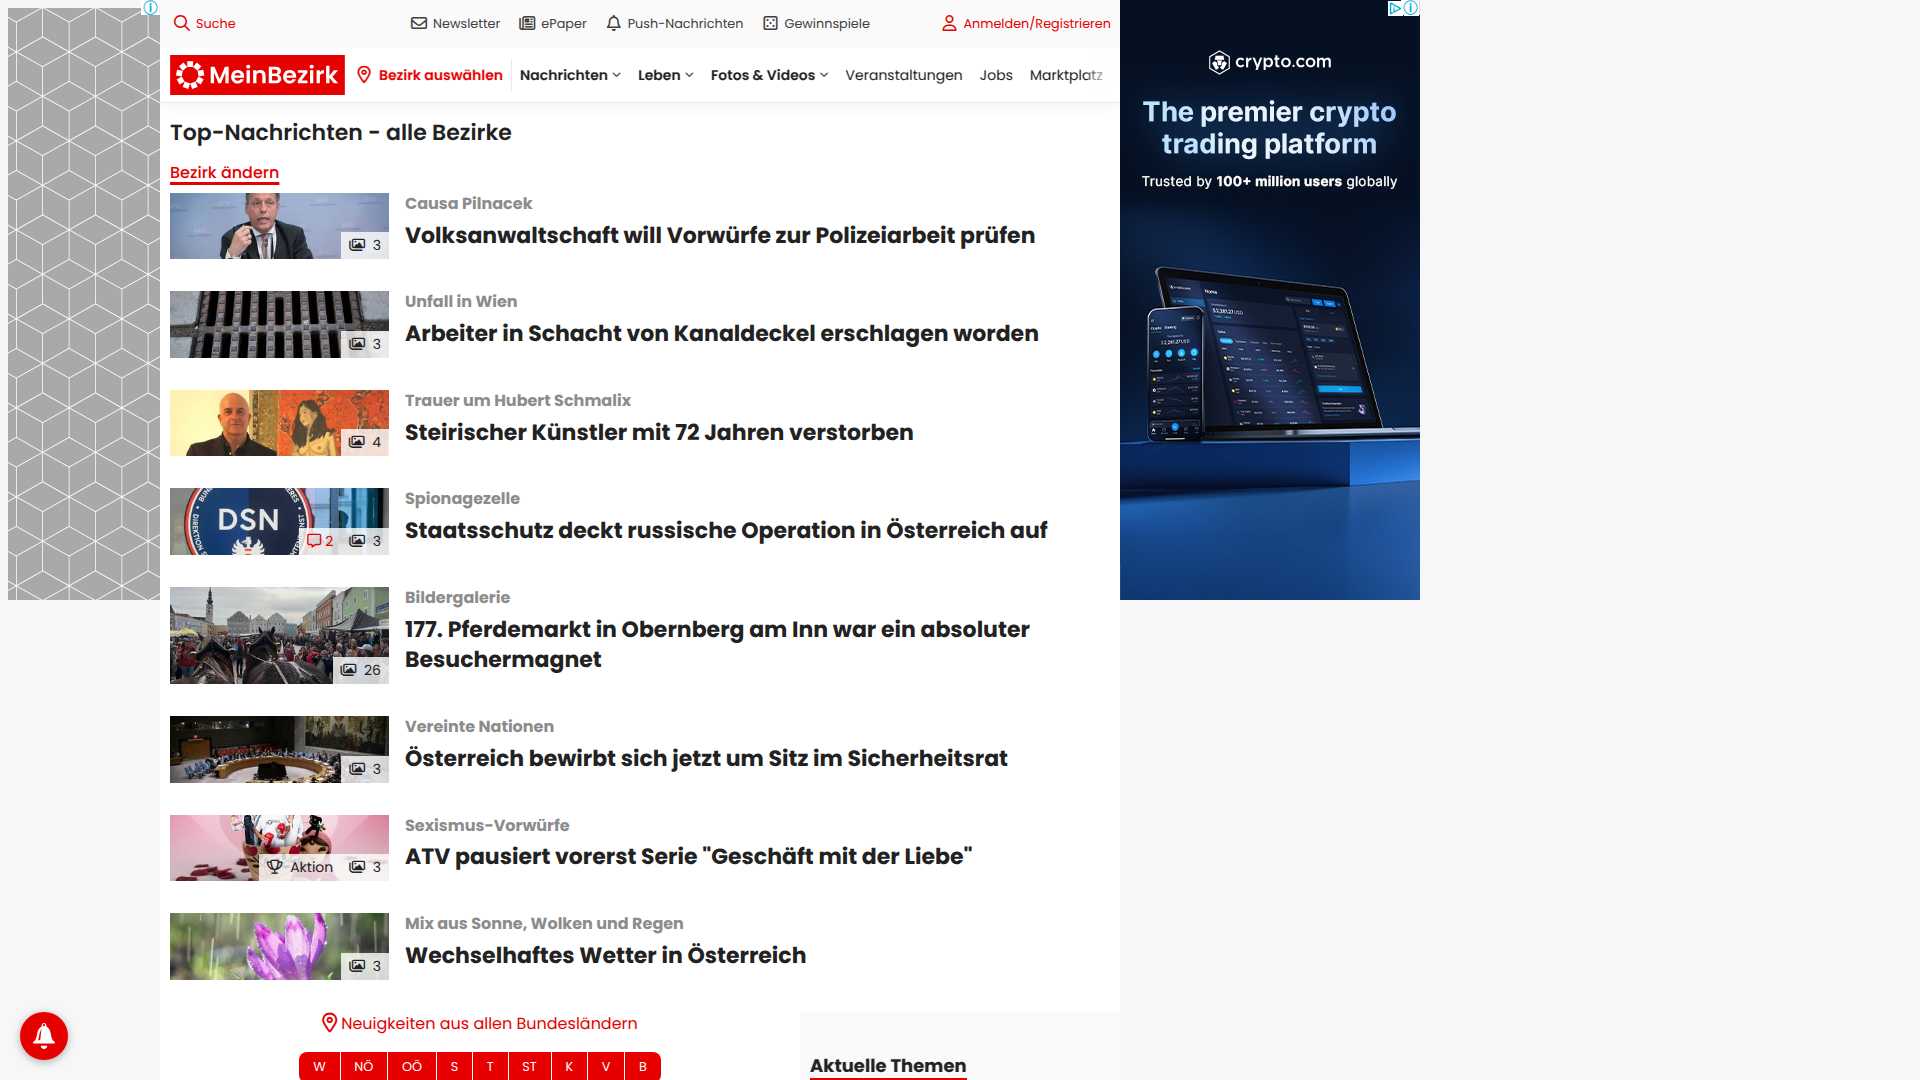 Suche
Newsletter
ePaper
Push-Nachrichten
Gewinnspiele
Anmelden/Registrieren
MeinBezirk
Bezirk auswählen
Nachrichten
Leben
Fotos & Videos
Veranstaltungen
Jobs
Marktplatz
Top-Nachrichten - alle Bezirke
Bezirk ändern
Causa Pilnacek
Volksanwaltschaft will Vorwürfe zur Polizeiarbeit prüfen
3
Unfall in Wien
Arbeiter in Schacht von Kanaldeckel erschlagen worden
3
Trauer um Hubert Schmalix
Steirischer Künstler mit 72 Jahren verstorben
4
Spionagezelle
Staatsschutz deckt russische Operation in Österreich auf
DSN
2
3
Bildergalerie
177. Pferdemarkt in Obernberg am Inn war ein absoluter
Besuchermagnet
26
Vereinte Nationen
Österreich bewirbt sich jetzt um Sitz im Sicherheitsrat
3
Sexismus-Vorwürfe
ATV pausiert vorerst Serie "Geschäft mit der Liebe"
Aktion
3
Mix aus Sonne, Wolken und Regen
Wechselhaftes Wetter in Österreich
3
Neuigkeiten aus allen Bundesländern
W
NÖ
OÖ
S
T
ST
K
V
B
Aktuelle Themen
crypto.com
The premier crypto
trading platform
Trusted by 100+ million users globally